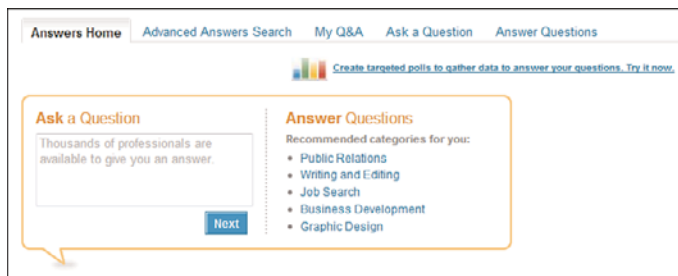 Answers Home Advanced Answers Search My Q&A Ask a Question Answer Questions
Create targeted polls to gather data to answer your questions. Try it now.
Ask a Question
Thousands of professionals are
available to give you an answer.
Next
Answer Questions
Recommended categories for you:
• Public Relations
• Writing and Editing
• Job Search
• Business Development
• Graphic Design